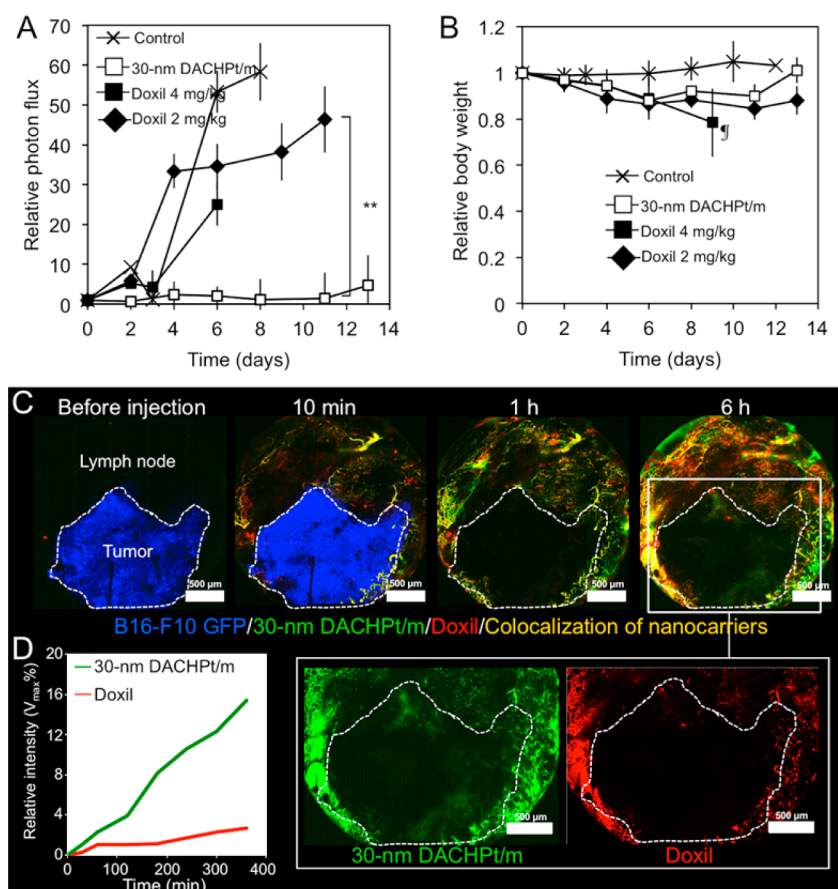 A
Relative photon flux
70
60
50
40
30
20
10
0
0 2 4 6 8 10 12 14
Time (days)
Control
30-nm DACHPt/m
Doxil 4 mg/kg
Doxil 2 mg/kg
**
B
Relative body weight
1.2
1
0.8
0.6
0.4
0.2
0
0 2 4 6 8 10 12 14
Time (days)
¶
Control
30-nm DACHPt/m
Doxil 4 mg/kg
Doxil 2 mg/kg
C
Before injection 10 min 1 h 6 h
Lymph node
Tumor
500 µm 500 µm 500 µm 500 µm
B16-F10 GFP/30-nm DACHPt/m/Doxil/Colocalization of nanocarriers
D
Relative intensity (Vmax%)
20
16
12
8
4
0
0 100 200 300 400
Time (min)
30-nm DACHPt/m
Doxil
500 µm 500 µm
30-nm DACHPt/m Doxil